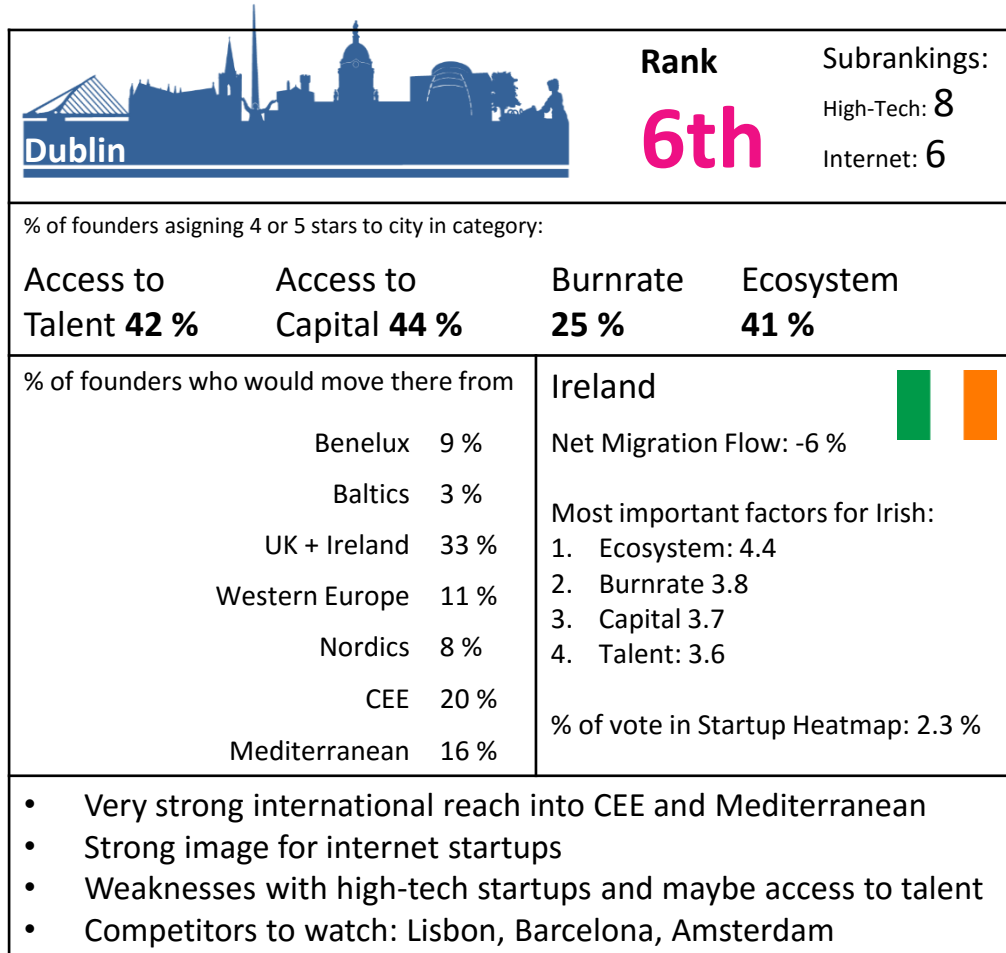 Dublin
Rank
6th
Subrankings:
High-Tech: 8
Internet: 6
% of founders asigning 4 or 5 stars to city in category:
Access to
Talent 42 %
Access to
Capital 44 %
Burnrate
25 %
Ecosystem
41 %
% of founders who would move there from
Benelux 9 %
Baltics 3 %
UK + Ireland 33 %
Western Europe 11 %
Nordics 8 %
CEE 20 %
Mediterranean 16 %
Ireland
Net Migration Flow: -6 %
Most important factors for Irish:
1. Ecosystem: 4.4
2. Burnrate 3.8
3. Capital 3.7
4. Talent: 3.6
% of vote in Startup Heatmap: 2.3 %
• Very strong international reach into CEE and Mediterranean
• Strong image for internet startups
• Weaknesses with high-tech startups and maybe access to talent
• Competitors to watch: Lisbon, Barcelona, Amsterdam